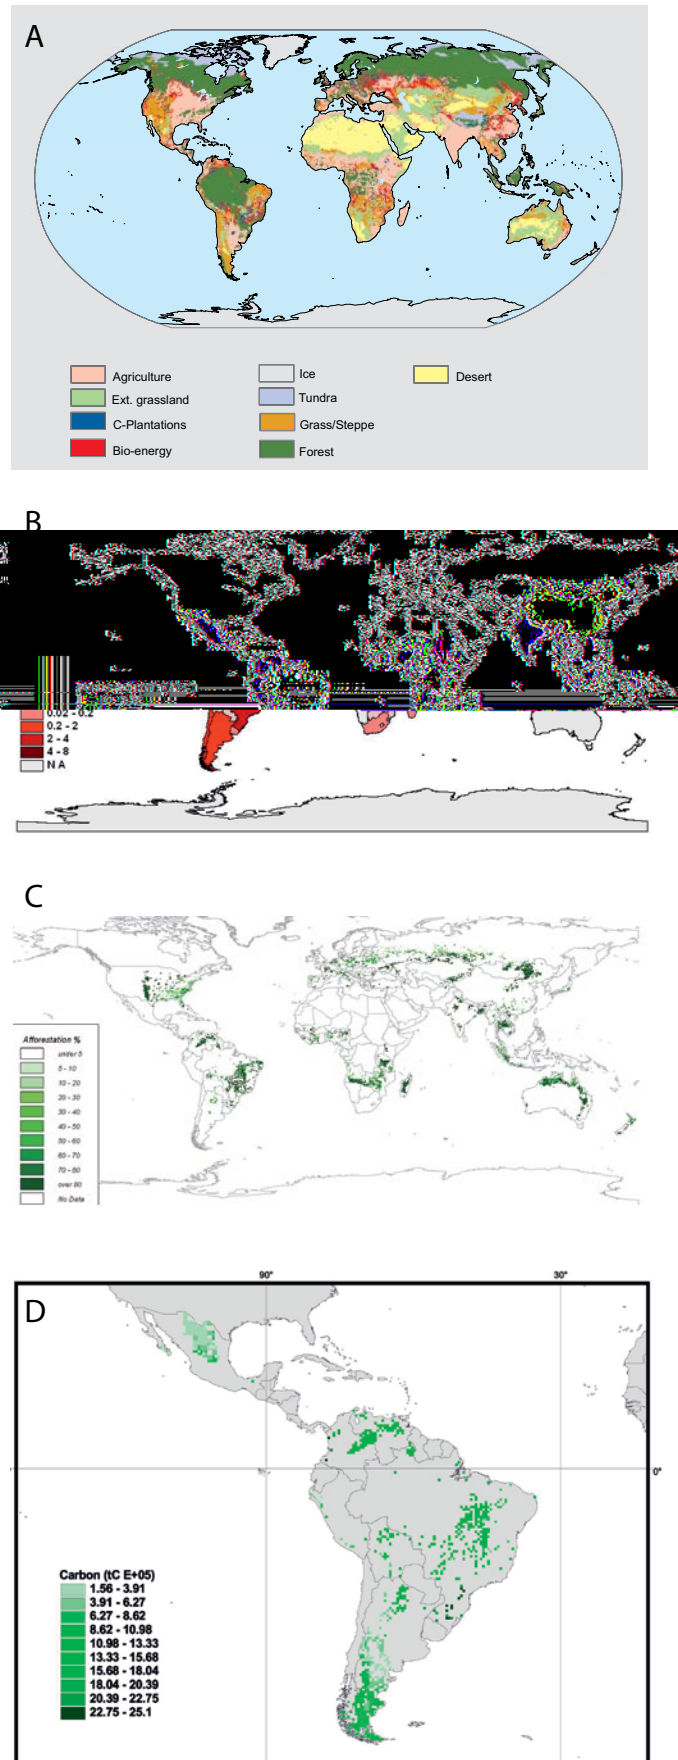 A
Agriculture
Ext. grassland
C-Plantations
Bio-energy
Ice
Tundra
Grass/Steppe
Forest
Desert
B
0.02 - 0.2
0.2 - 2
2 - 4
4 - 8
N A
C
Afforestation %
under 5
5 - 10
10 - 20
20 - 30
30 - 40
40 - 50
50 - 60
60 - 70
70 - 80
over 80
No Data
90°
30°
D
0°
Carbon (tC E+05)
1.56 - 3.91
3.91 - 6.27
6.27 - 8.62
8.62 - 10.98
10.98 - 13.33
13.33 - 15.68
15.68 - 18.04
18.04 - 20.39
20.39 - 22.75
22.75 - 25.1